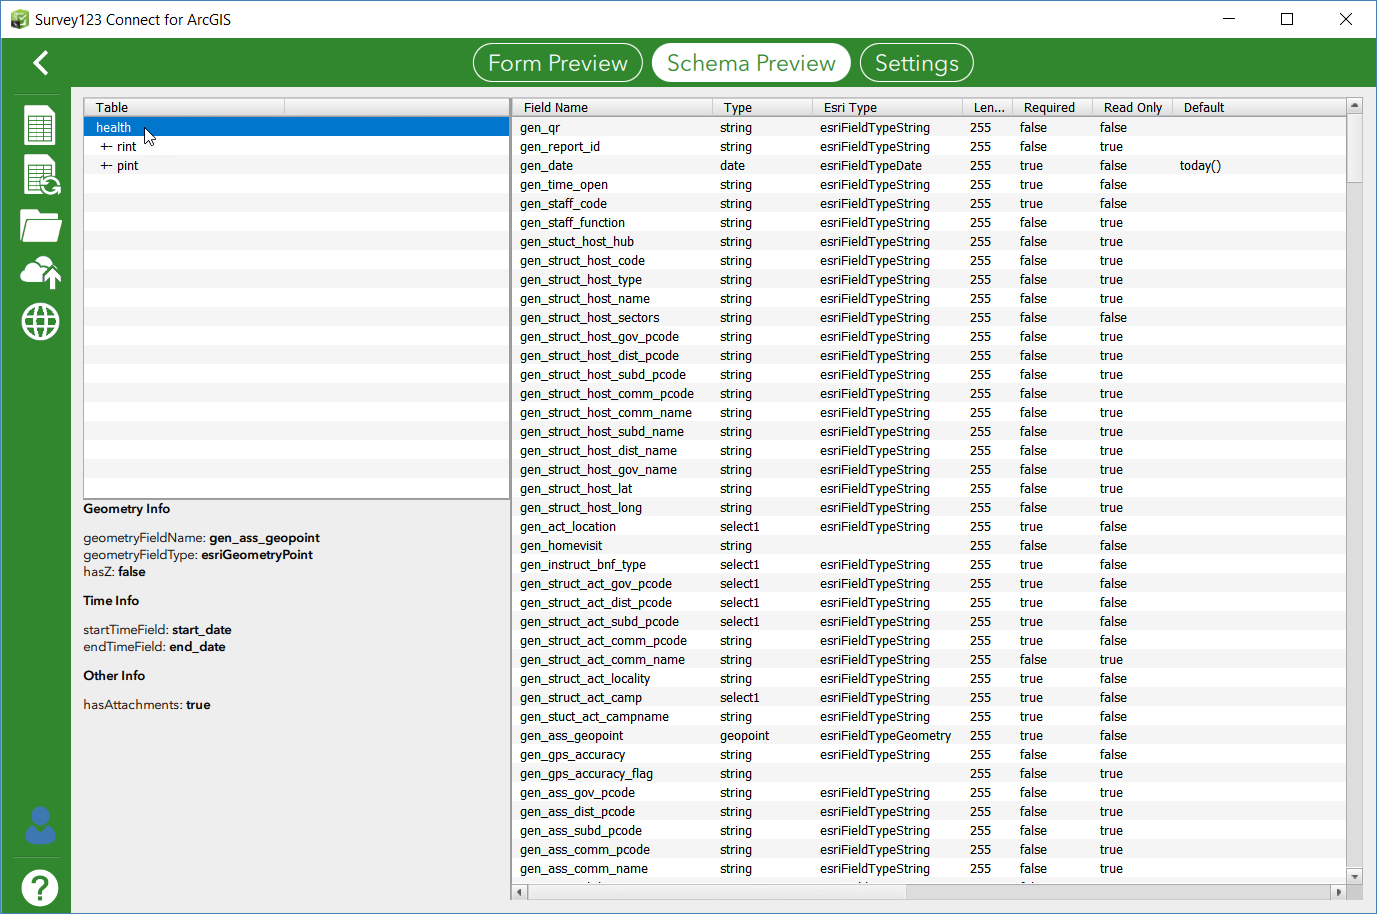 Survey123 Connect for ArcGIS
Form Preview Schema Preview Settings
Table
health
rint
pint
Geometry Info
geometryFieldName: gen_ass_geopoint
geometryFieldType: esriGeometryPoint
hasZ: false
Time Info
startTimeField: start_date
endTimeField: end_date
Other Info
hasAttachments: true
Field Name Type Esri Type Len... Required Read Only Default
gen_qr string esriFieldTypeString 255 false false
gen_report_id string esriFieldTypeString 255 false true
gen_date date esriFieldTypeDate 255 true false today()
gen_time_open string esriFieldTypeString 255 true false
gen_staff_code string esriFieldTypeString 255 true false
gen_staff_function string esriFieldTypeString 255 false true
gen_stuct_host_hub string esriFieldTypeString 255 false true
gen_struct_host_code string esriFieldTypeString 255 false true
gen_struct_host_type string esriFieldTypeString 255 false true
gen_struct_host_name string esriFieldTypeString 255 false true
gen_struct_host_sectors string esriFieldTypeString 255 false false
gen_struct_host_gov_pcode string esriFieldTypeString 255 false true
gen_struct_host_dist_pcode string esriFieldTypeString 255 false true
gen_struct_host_subd_pcode string esriFieldTypeString 255 false true
gen_struct_host_comm_pcode string esriFieldTypeString 255 false true
gen_struct_host_comm_name string esriFieldTypeString 255 false true
gen_struct_host_subd_name string esriFieldTypeString 255 false true
gen_struct_host_dist_name string esriFieldTypeString 255 false true
gen_struct_host_gov_name string esriFieldTypeString 255 false true
gen_struct_host_lat string esriFieldTypeString 255 false true
gen_struct_host_long string esriFieldTypeString 255 false true
gen_act_location select1 esriFieldTypeString 255 true false
gen_homevisit string 255 false false
gen_instruct_bnf_type select1 esriFieldTypeString 255 true false
gen_struct_act_gov_pcode select1 esriFieldTypeString 255 true false
gen_struct_act_dist_pcode select1 esriFieldTypeString 255 true false
gen_struct_act_subd_pcode select1 esriFieldTypeString 255 true false
gen_struct_act_comm_pcode string esriFieldTypeString 255 true false
gen_struct_act_comm_name string esriFieldTypeString 255 false true
gen_struct_act_locality string esriFieldTypeString 255 true false
gen_struct_act_camp select1 esriFieldTypeString 255 true false
gen_stuct_act_campname string esriFieldTypeString 255 true false
gen_ass_geopoint geopoint esriFieldTypeGeometry 255 true false
gen_gps_accuracy string esriFieldTypeString 255 false false
gen_gps_accuracy_flag string 255 false true
gen_ass_gov_pcode string esriFieldTypeString 255 false true
gen_ass_dist_pcode string esriFieldTypeString 255 false true
gen_ass_subd_pcode string esriFieldTypeString 255 false true
gen_ass_comm_pcode string esriFieldTypeString 255 false true
gen_ass_comm_name string esriFieldTypeString 255 false true